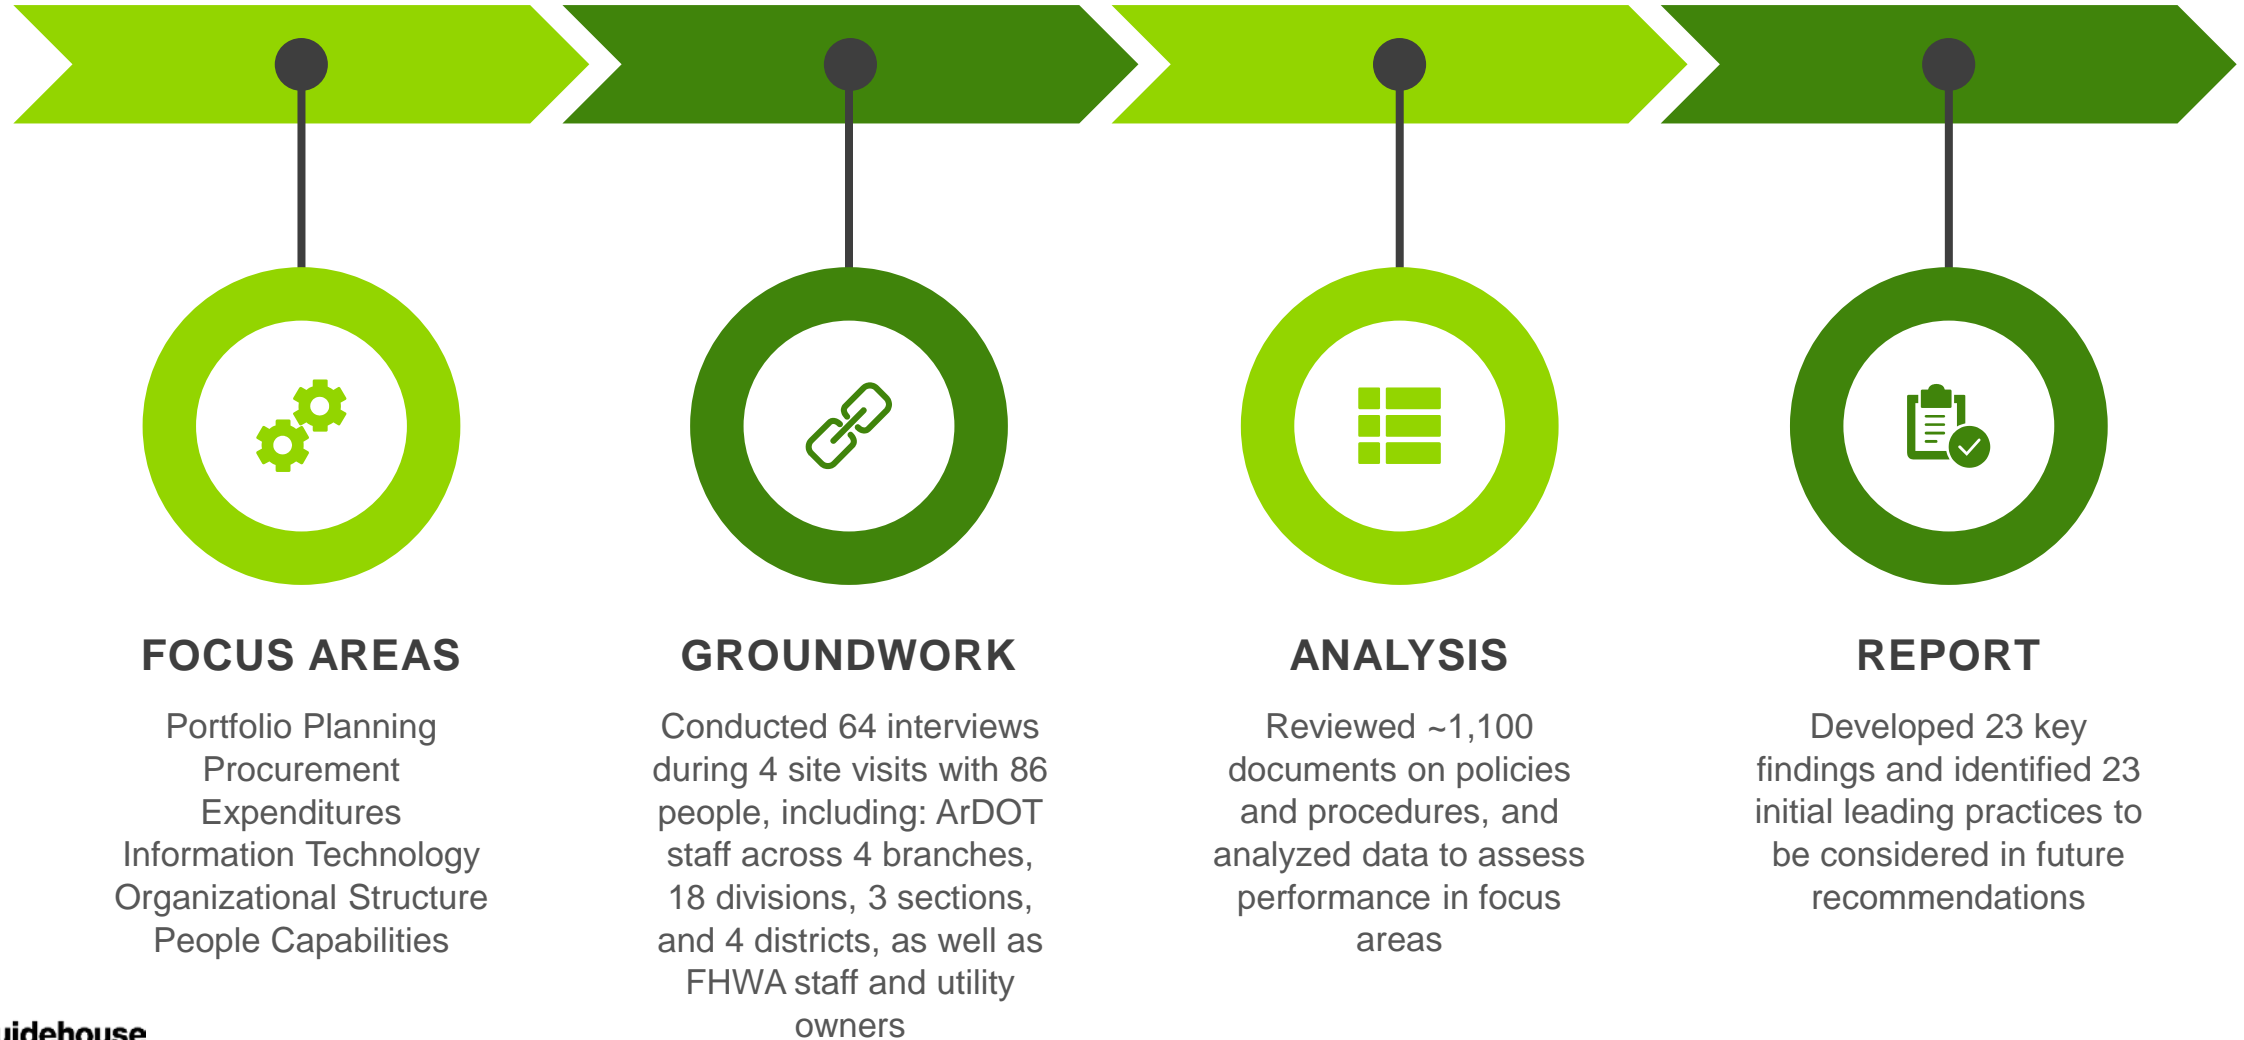 FOCUS AREAS
Portfolio Planning
Procurement
Expenditures
Information Technology
Organizational Structure
People Capabilities
GROUNDWORK
Conducted 64 interviews
during 4 site visits with 86
people, including: ArDOT
staff across 4 branches,
18 divisions, 3 sections,
and 4 districts, as well as
FHWA staff and utility
owners
ANALYSIS
Reviewed ~1,100
documents on policies
and procedures, and
analyzed data to assess
performance in focus
areas
REPORT
Developed 23 key
findings and identified 23
initial leading practices to
be considered in future
recommendations